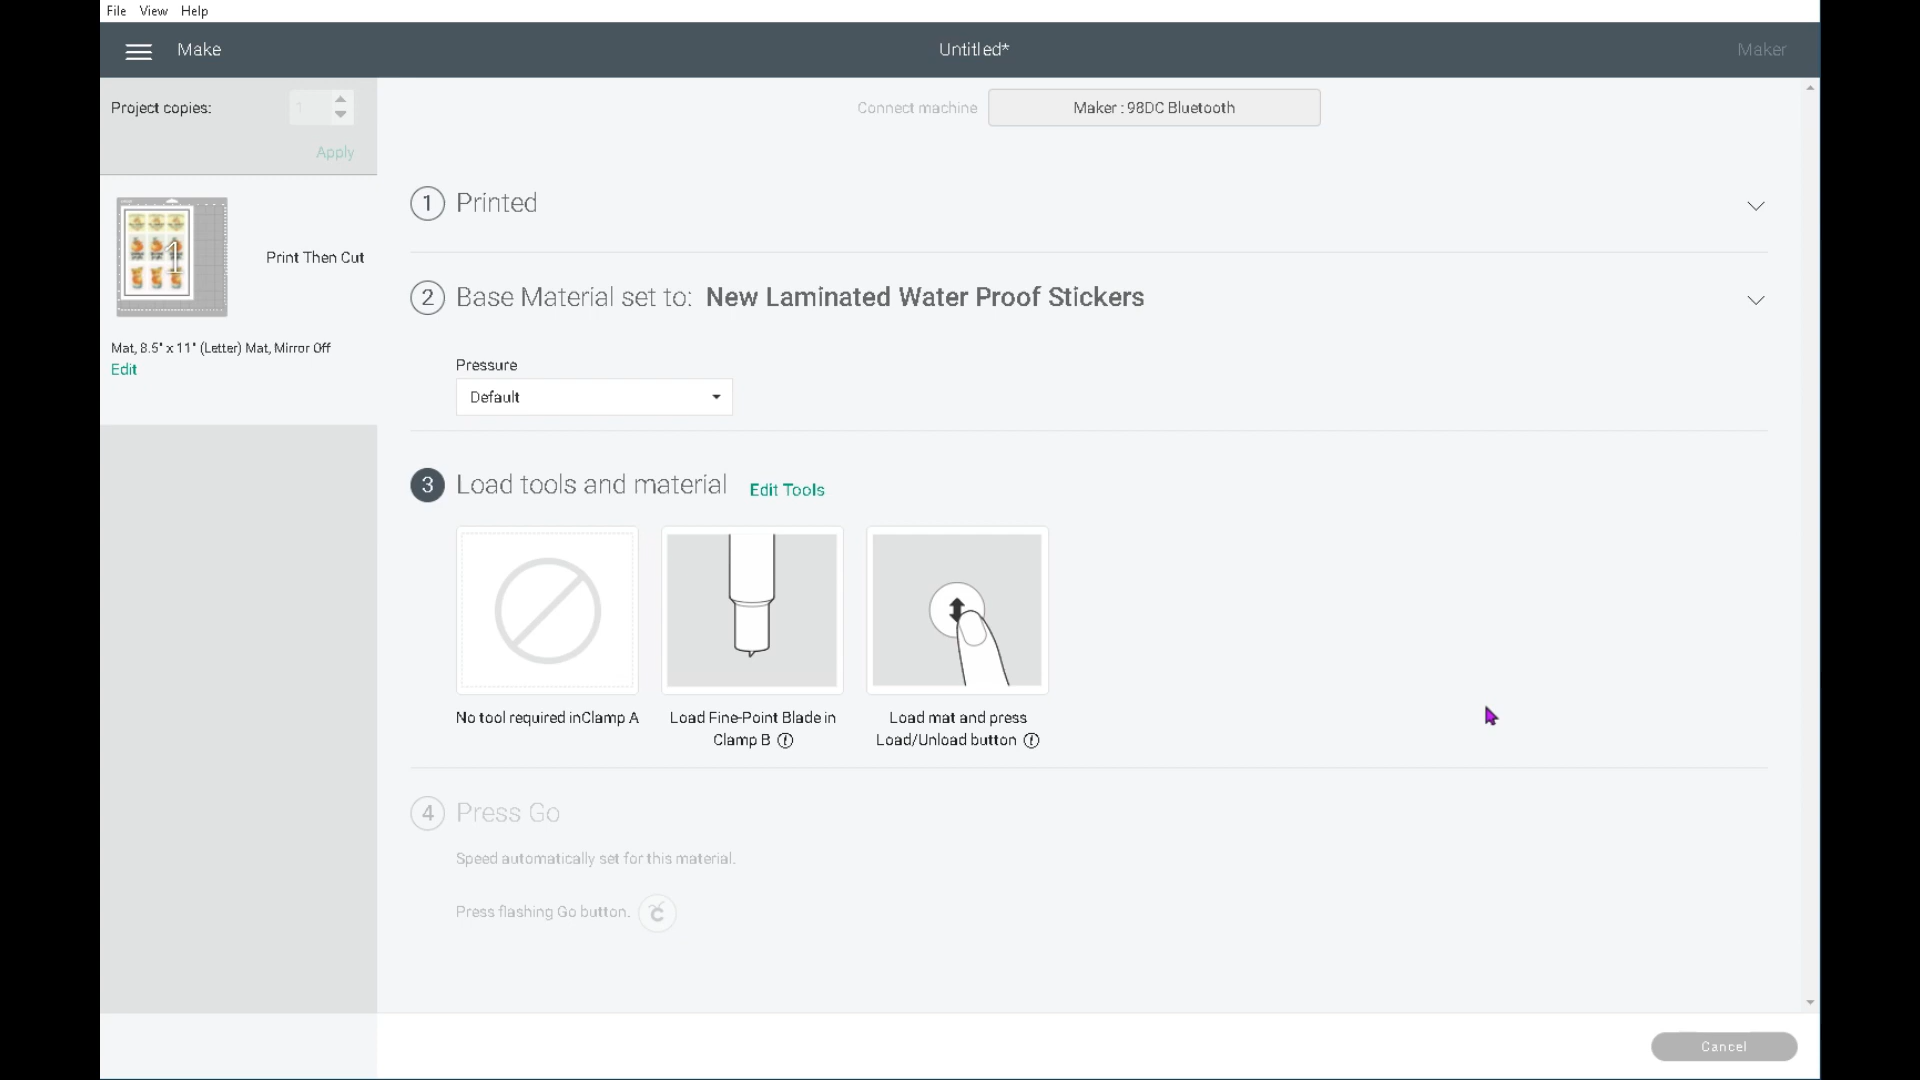 File View Help
Make
Untitled*
Maker
Project copies:
1
Apply
Connect machine
Maker : 98DC Bluetooth
1
Print Then Cut
Mat, 8.5" x 11" (Letter) Mat, Mirror Off
Edit
1 Printed
2 Base Material set to: New Laminated Water Proof Stickers
Pressure
Default
3 Load tools and material Edit Tools
No tool required inClamp A
Load Fine-Point Blade in
Clamp B
Load mat and press
Load/Unload button
4 Press Go
Speed automatically set for this material.
Press flashing Go button.
Cancel